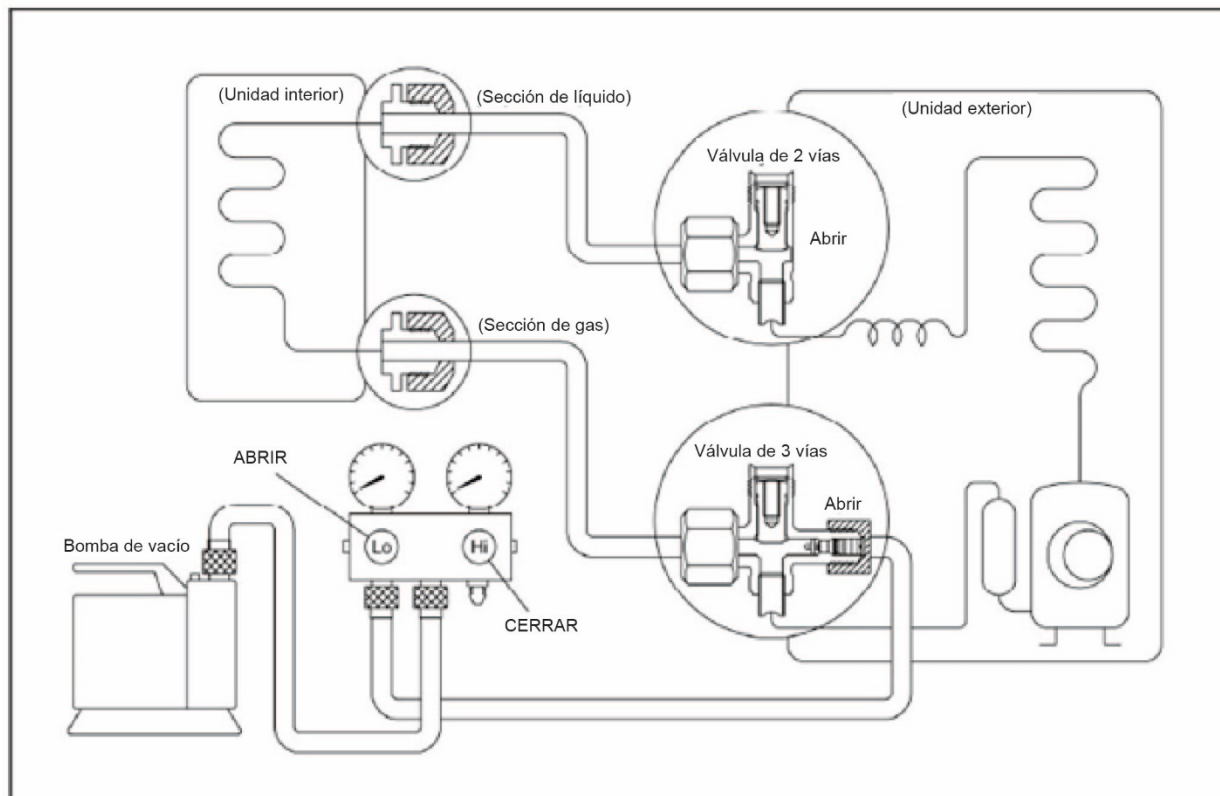 (Unidad interior)
(Sección de líquido)
(Unidad exterior)
Válvula de 2 vías
Abrir
(Sección de gas)
Válvula de 3 vías
ABRIR
Abrir
Bomba de vacío
Lo
Hi
CERRAR